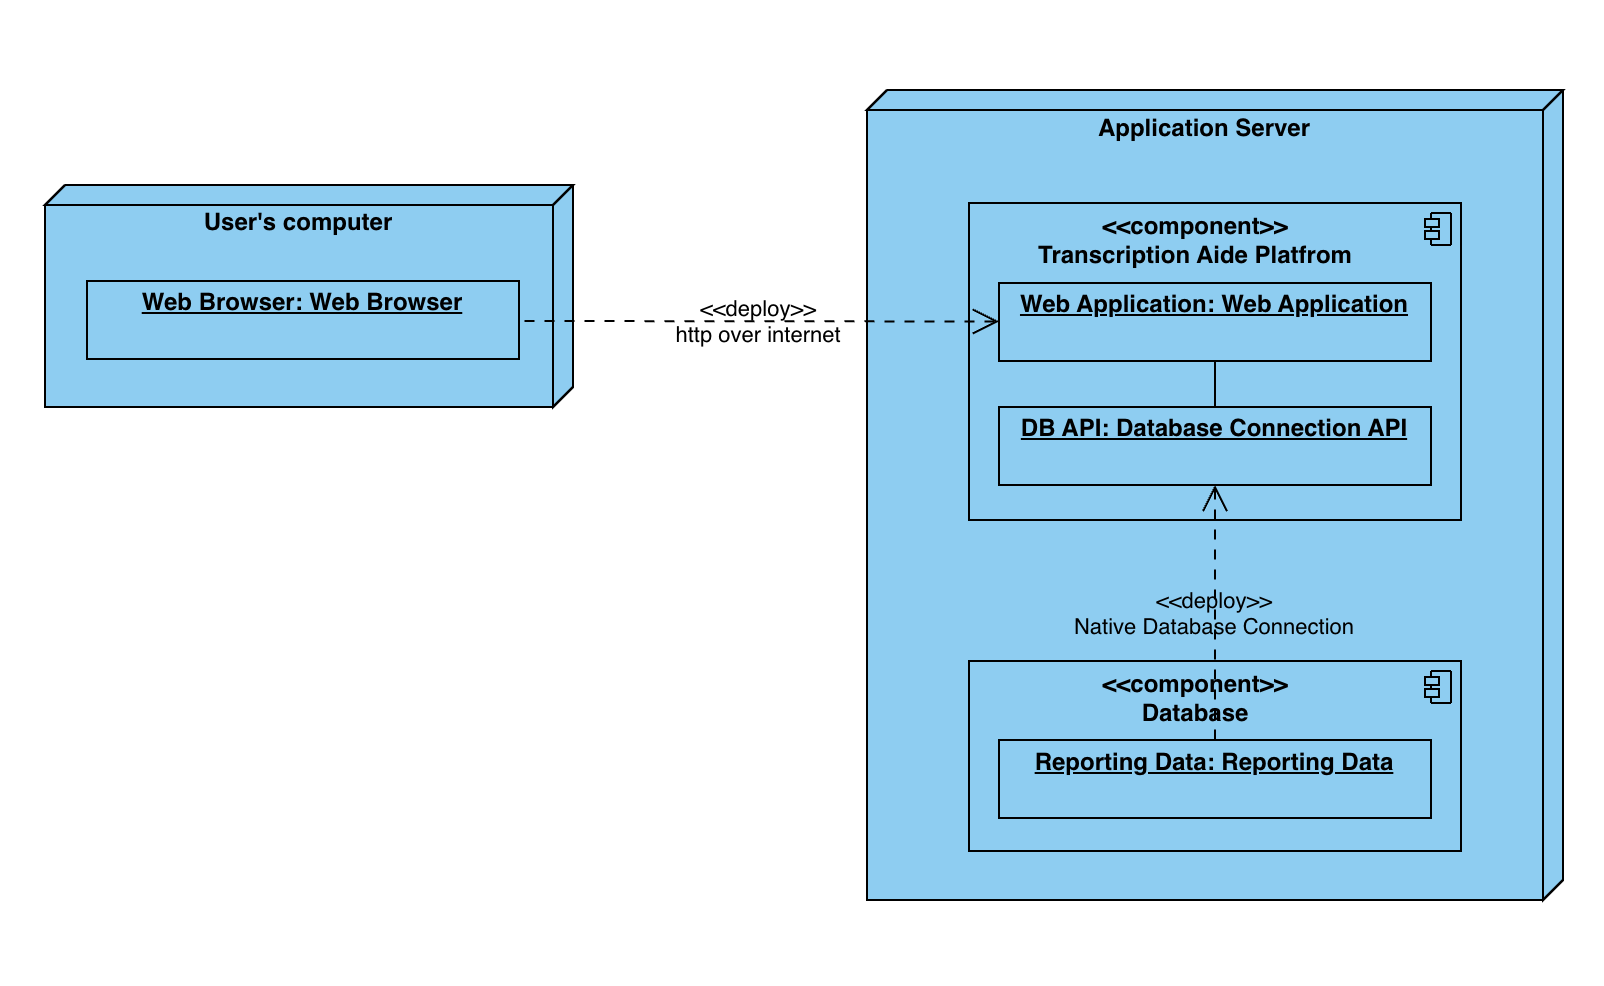 Application Server
User's computer
<<component>>
Transcription Aide Platfrom
Web Browser: Web Browser
Web Application: Web Application
<<deploy>>
http over internet
DB API: Database Connection API
<<deploy>>
Native Database Connection
<<component>>
Database
Reporting Data: Reporting Data